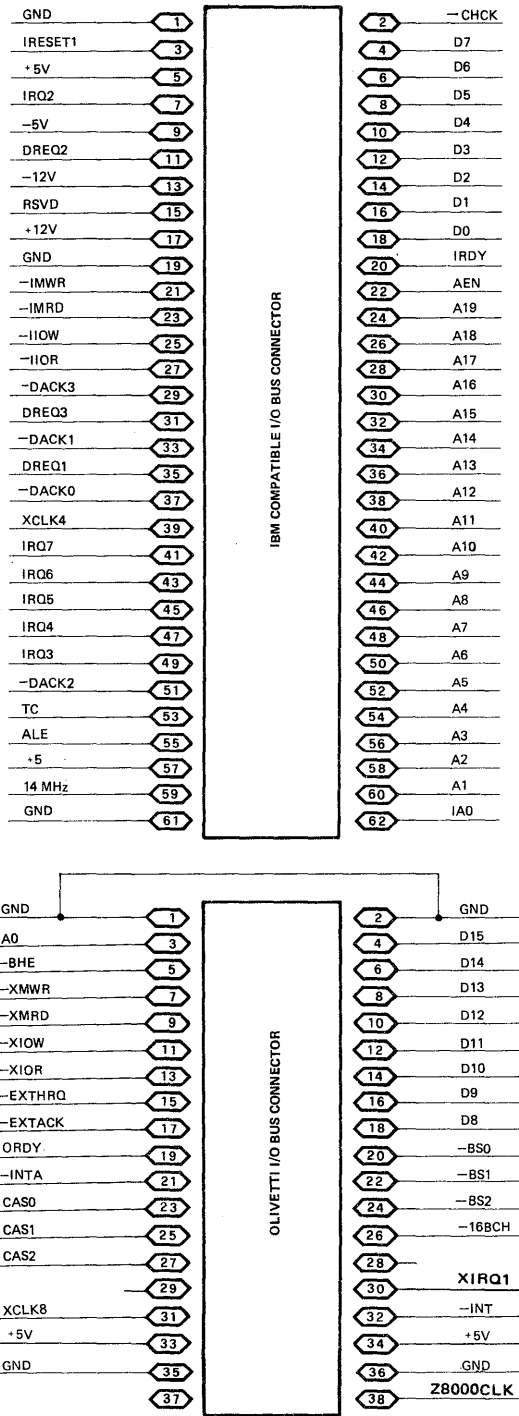 GND 1 2 −CHCK
IRESET1 3 4 D7
+5V 5 6 D6
IRQ2 7 8 D5
−5V 9 10 D4
DREQ2 11 12 D3
−12V 13 14 D2
RSVD 15 16 D1
+12V 17 18 D0
GND 19 20 IRDY
−IMWR 21 22 AEN
−IMRD 23 24 A19
−IIOW 25 26 A18
−IIOR 27 28 A17
−DACK3 29 30 A16
DREQ3 31 32 A15
−DACK1 33 34 A14
DREQ1 35 36 A13
−DACK0 37 38 A12
XCLK4 39 40 A11
IRQ7 41 42 A10
IRQ6 43 44 A9
IRQ5 45 46 A8
IRQ4 47 48 A7
IRQ3 49 50 A6
−DACK2 51 52 A5
TC 53 54 A4
ALE 55 56 A3
+5 57 58 A2
14 MHz 59 60 A1
GND 61 62 IA0
IBM COMPATIBLE I/O BUS CONNECTOR
GND 1 2 GND
A0 3 4 D15
−BHE 5 6 D14
−XMWR 7 8 D13
−XMRD 9 10 D12
−XIOW 11 12 D11
−XIOR 13 14 D10
−EXTHRQ 15 16 D9
−EXTACK 17 18 D8
ORDY 19 20 −BS0
−INTA 21 22 −BS1
CAS0 23 24 −BS2
CAS1 25 26 −16BCH
CAS2 27 28
29 30 XIRQ1
XCLK8 31 32 −INT
+5V 33 34 +5V
GND 35 36 GND
37 38 Z8000CLK
OLIVETTI I/O BUS CONNECTOR